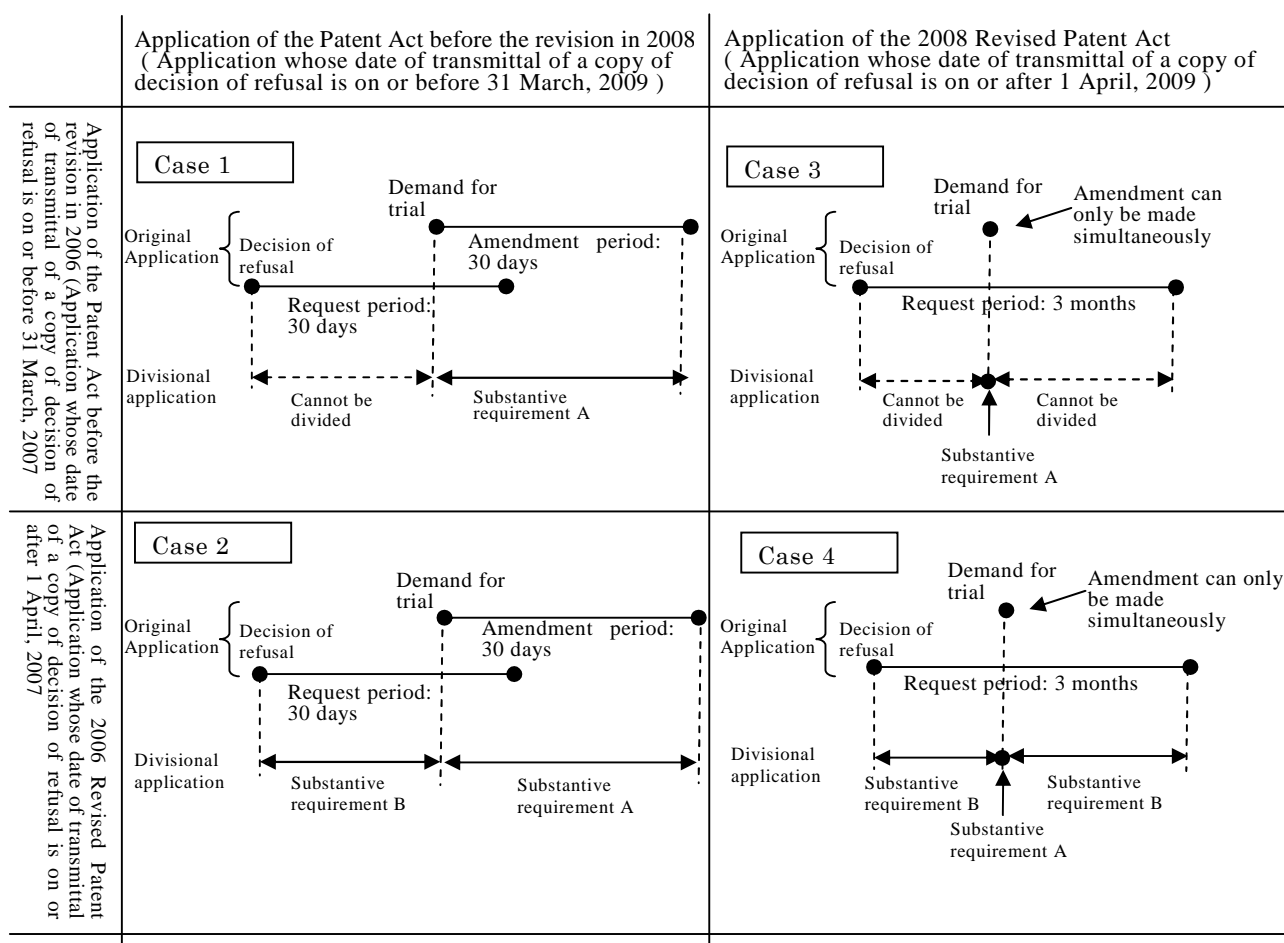 Application of the Patent Act before the revision in 2008
( Application whose date of transmittal of a copy of
decision of refusal is on or before 31 March, 2009 )
Application of the 2008 Revised Patent Act
( Application whose date of transmittal of a copy of
decision of refusal is on or after 1 April, 2009 )
Application of the Patent Act before the
revision in 2006 (Application whose date
of transmittal of a copy of decision of
refusal is on or before 31 March, 2007
Case 1
Demand for
trial
Original
Application
Decision of
refusal
Amendment period:
30 days
Request period:
30 days
Divisional
application
Cannot be
divided
Substantive
requirement A
Case 3
Demand for
trial
Amendment can
only be made
simultaneously
Original
Application
Decision of
refusal
Request period: 3 months
Divisional
application
Cannot be
divided
Cannot be
divided
Substantive
requirement A
Application of the 2006 Revised Patent
Act (Application whose date of transmittal
of a copy of decision of refusal is on or
after 1 April, 2007
Case 2
Demand for
trial
Original
Application
Decision of
refusal
Amendment period:
30 days
Request period:
30 days
Divisional
application
Substantive
requirement B
Substantive
requirement A
Case 4
Demand for
trial
Amendment can only
be made
simultaneously
Original
Application
Decision of
refusal
Request period: 3 months
Divisional
application
Substantive
requirement B
Substantive
requirement B
Substantive
requirement A